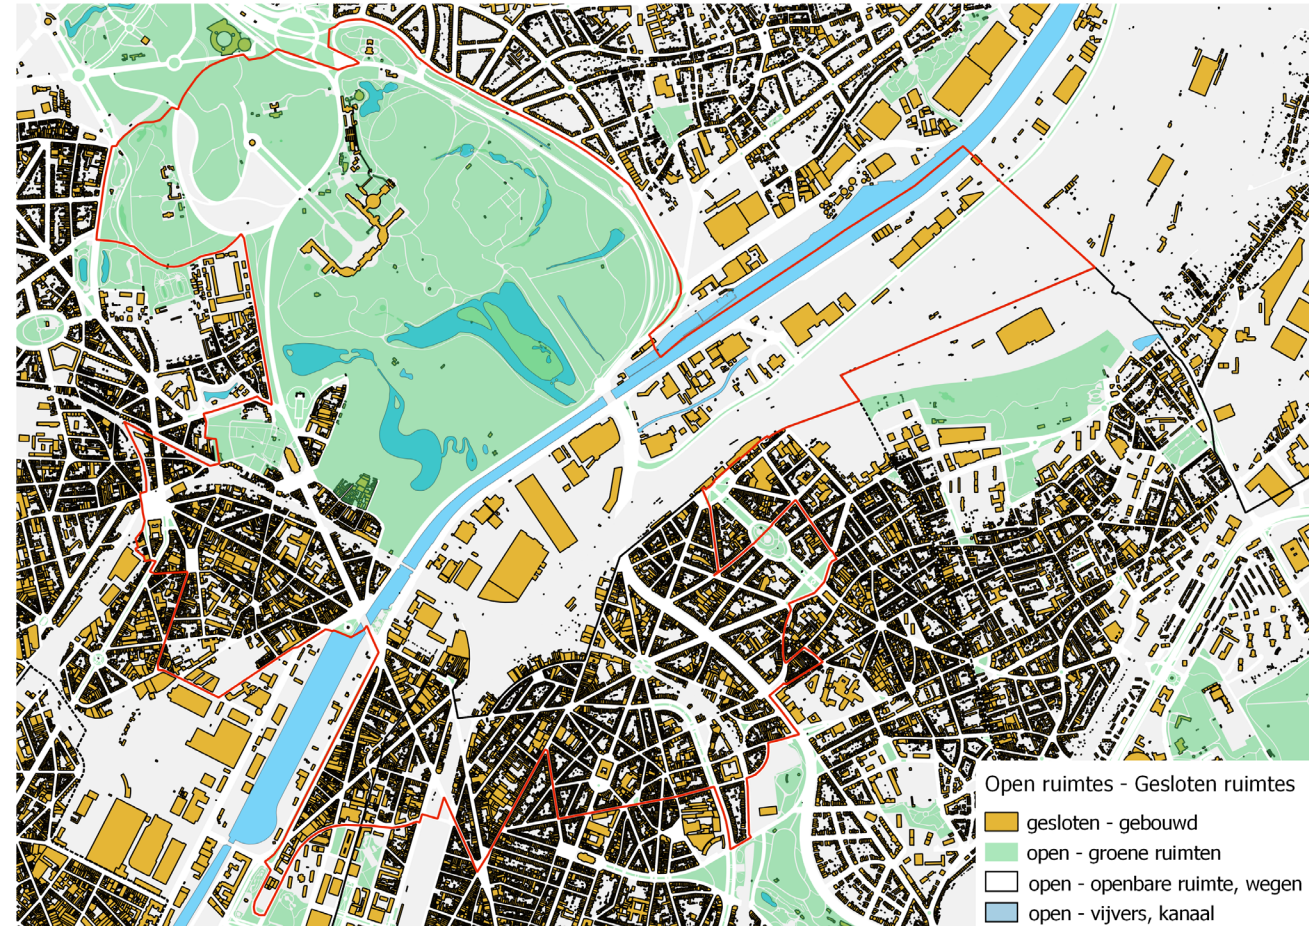 Open ruimtes - Gesloten ruimtes
gesloten - gebouwd
open - groene ruimten
open - openbare ruimte, wegen
open - vijvers, kanaal